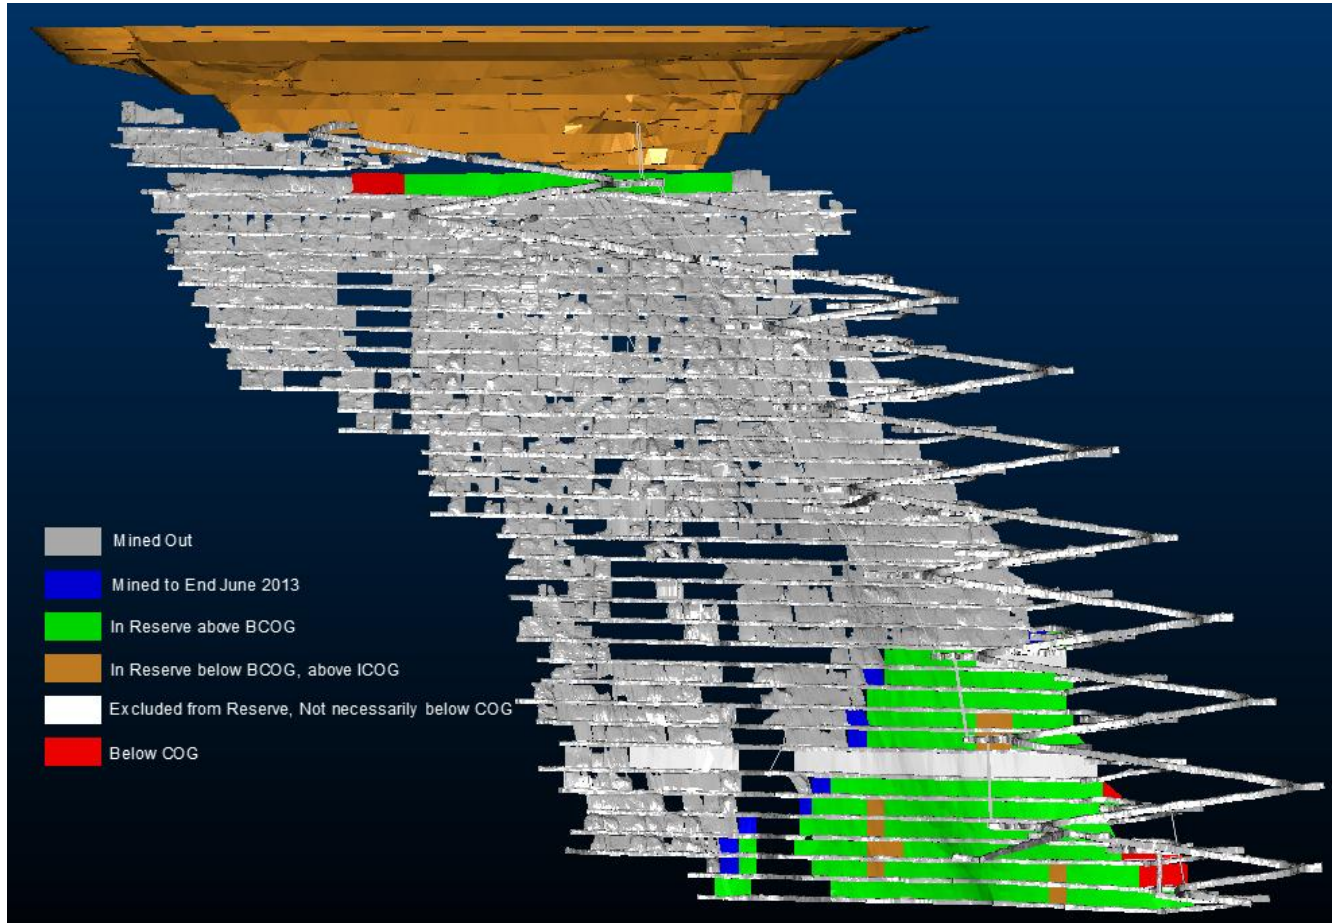 Mined Out
Mined to End June 2013
In Reserve above BCOG
In Reserve below BCOG, above ICOG
Excluded from Reserve, Not necessarily below COG
Below COG